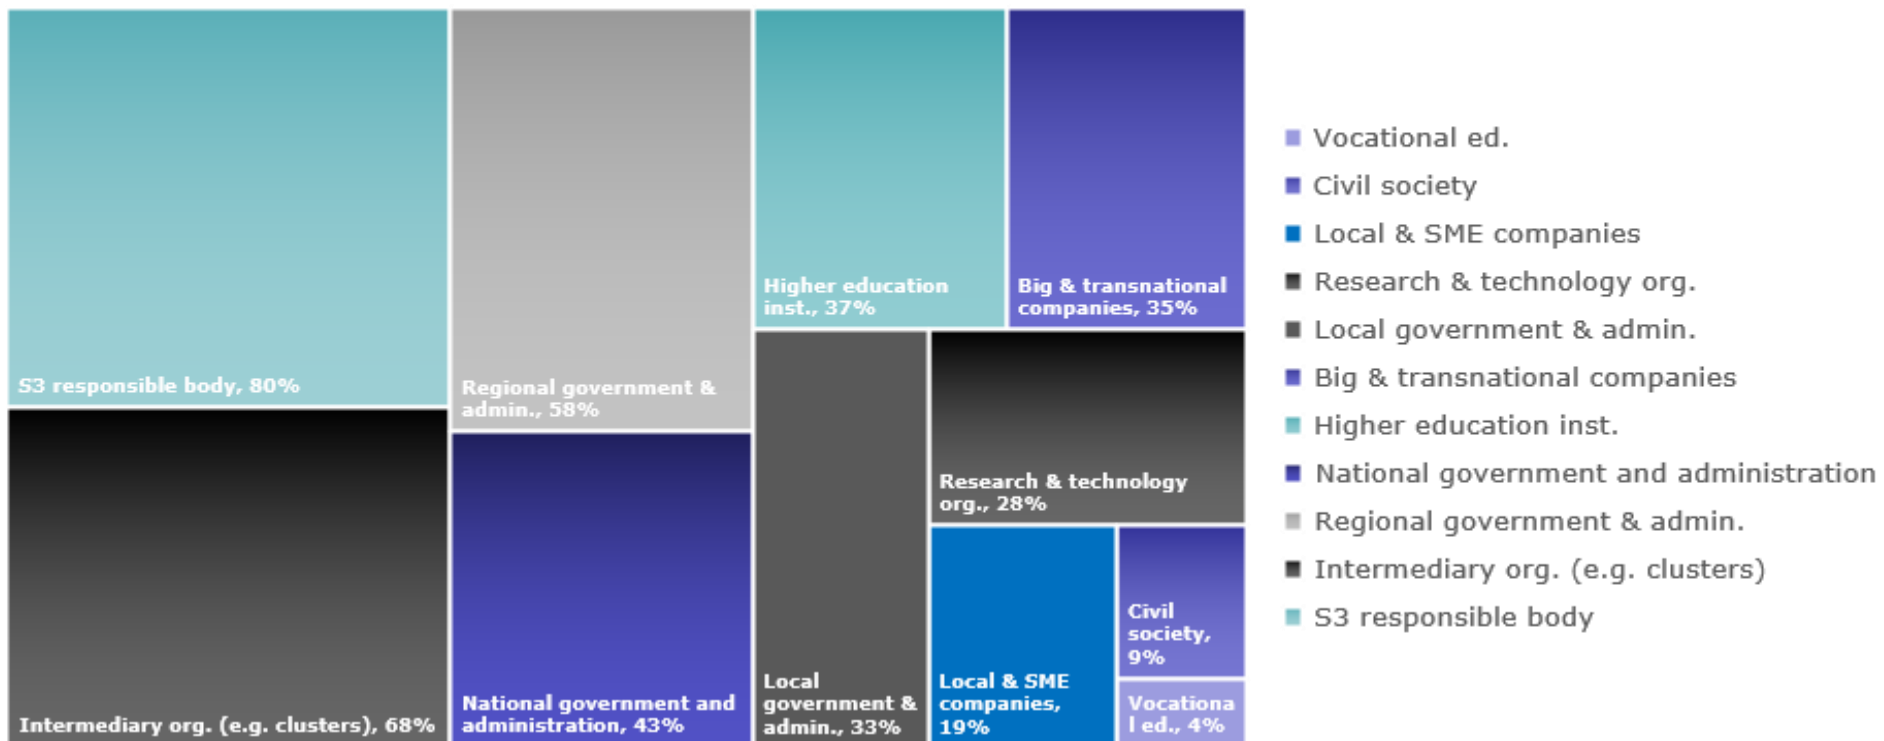 S3 responsible body, 80%
Intermediary org. (e.g. clusters), 68%
Regional government &
admin., 58%
National government and
administration, 43%
Higher education
inst., 37%
Big & transnational
companies, 35%
Local
government &
admin., 33%
Research & technology
org., 28%
Local & SME
companies,
19%
Civil
society,
9%
Vocationa
l ed., 4%
Vocational ed.
Civil society
Local & SME companies
Research & technology org.
Local government & admin.
Big & transnational companies
Higher education inst.
National government and administration
Regional government & admin.
Intermediary org. (e.g. clusters)
S3 responsible body